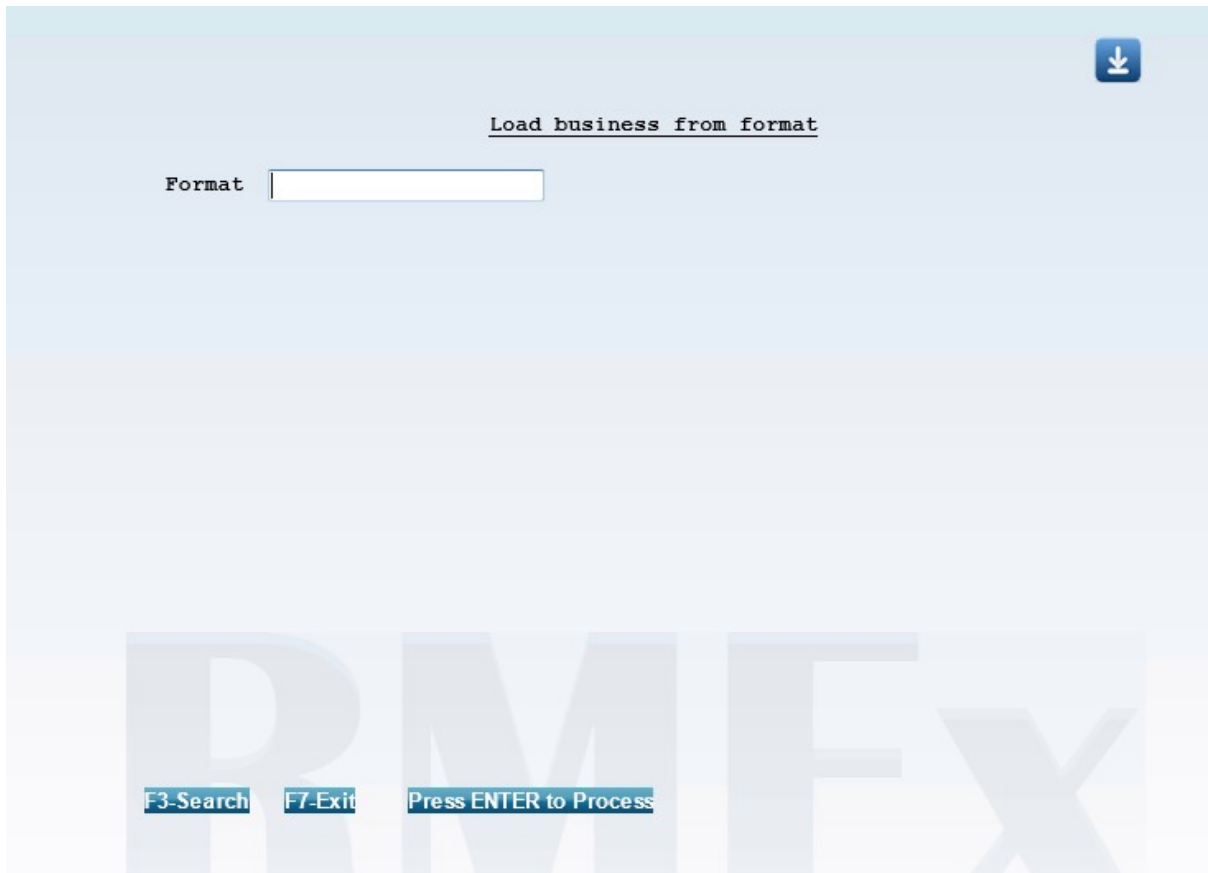 Load business from format
Format
F3-Search F7-Exit Press ENTER to Process
RMFx